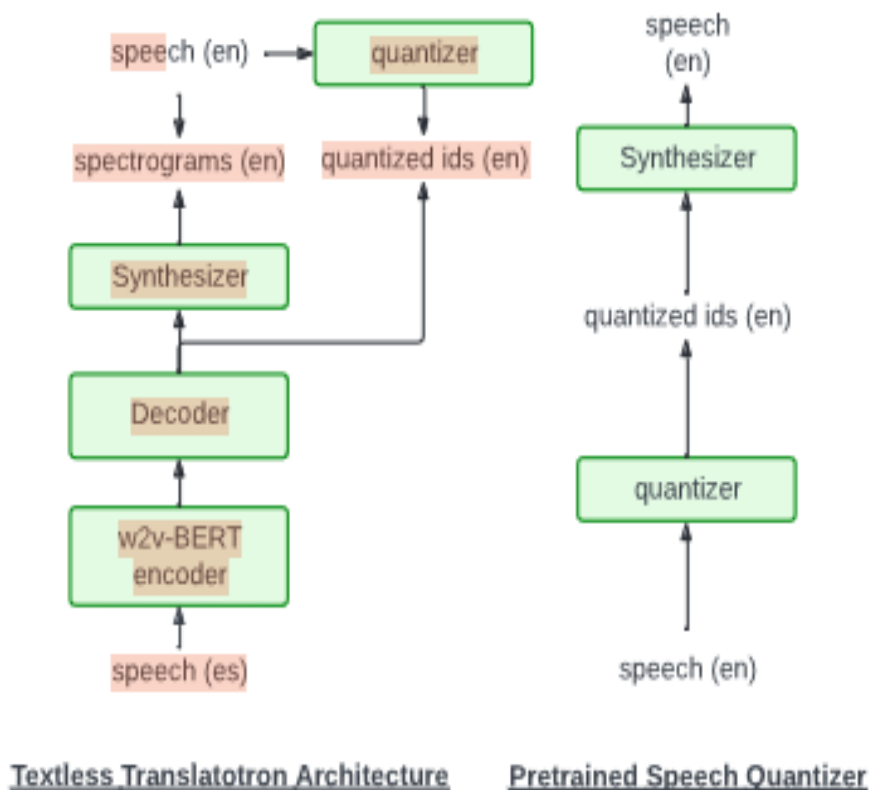 speech (en)
quantizer
spectrograms (en)
quantized ids (en)
Synthesizer
Decoder
w2v-BERT
encoder
speech (es)
Textless Translatotron Architecture
speech
(en)
Synthesizer
quantized ids (en)
quantizer
speech (en)
Pretrained Speech Quantizer